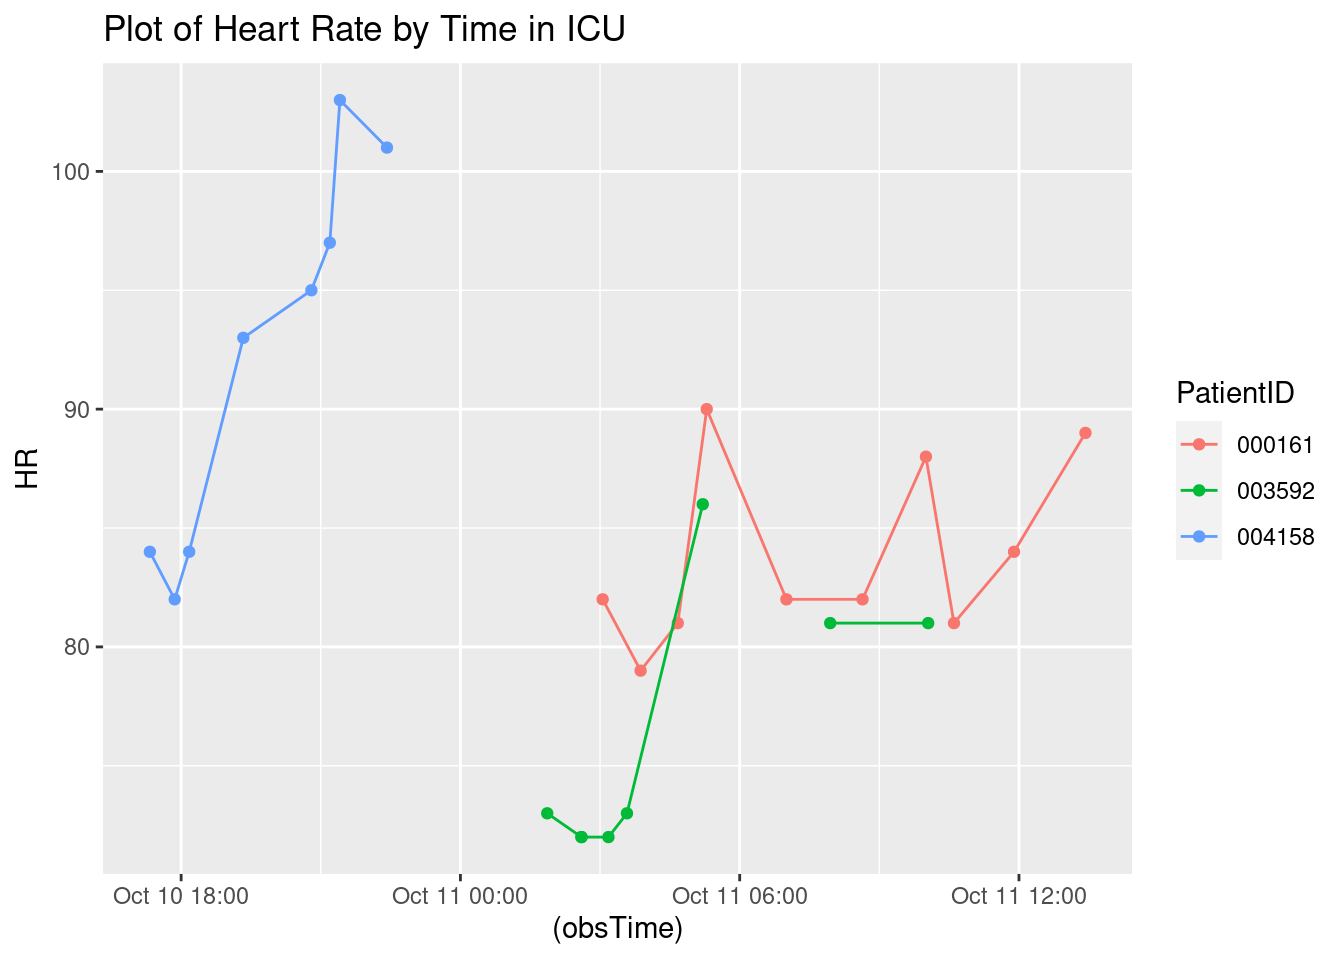 Plot of Heart Rate by Time in ICU
HR
100
90
80
Oct 10 18:00
Oct 11 00:00
Oct 11 06:00
Oct 11 12:00
(obsTime)
PatientID
000161
003592
004158